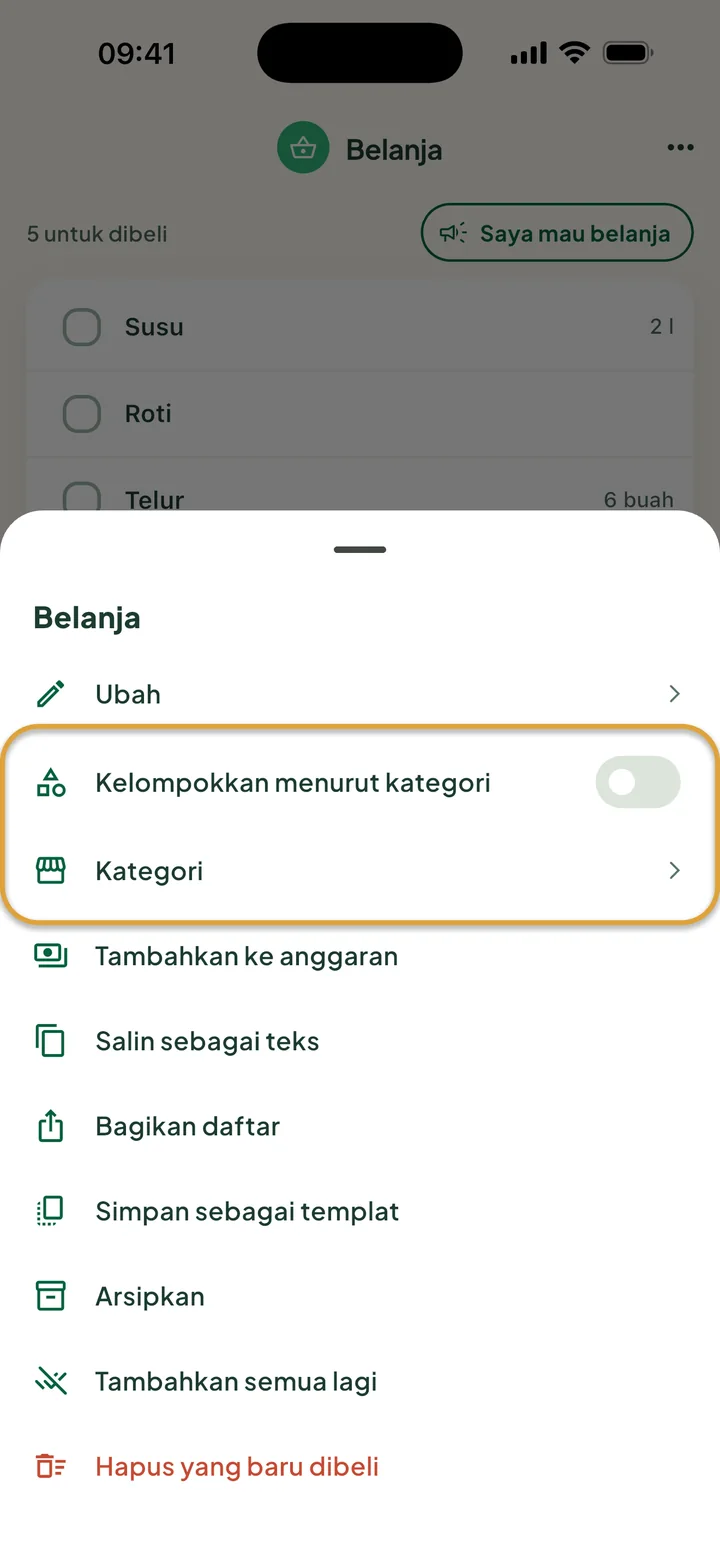 09:41
Belanja
5 untuk dibeli
Saya mau belanja
Susu 2 l
Roti
Telur 6 buah
Belanja
Ubah
Kelompokkan menurut kategori
Kategori
Tambahkan ke anggaran
Salin sebagai teks
Bagikan daftar
Simpan sebagai templat
Arsipkan
Tambahkan semua lagi
Hapus yang baru dibeli